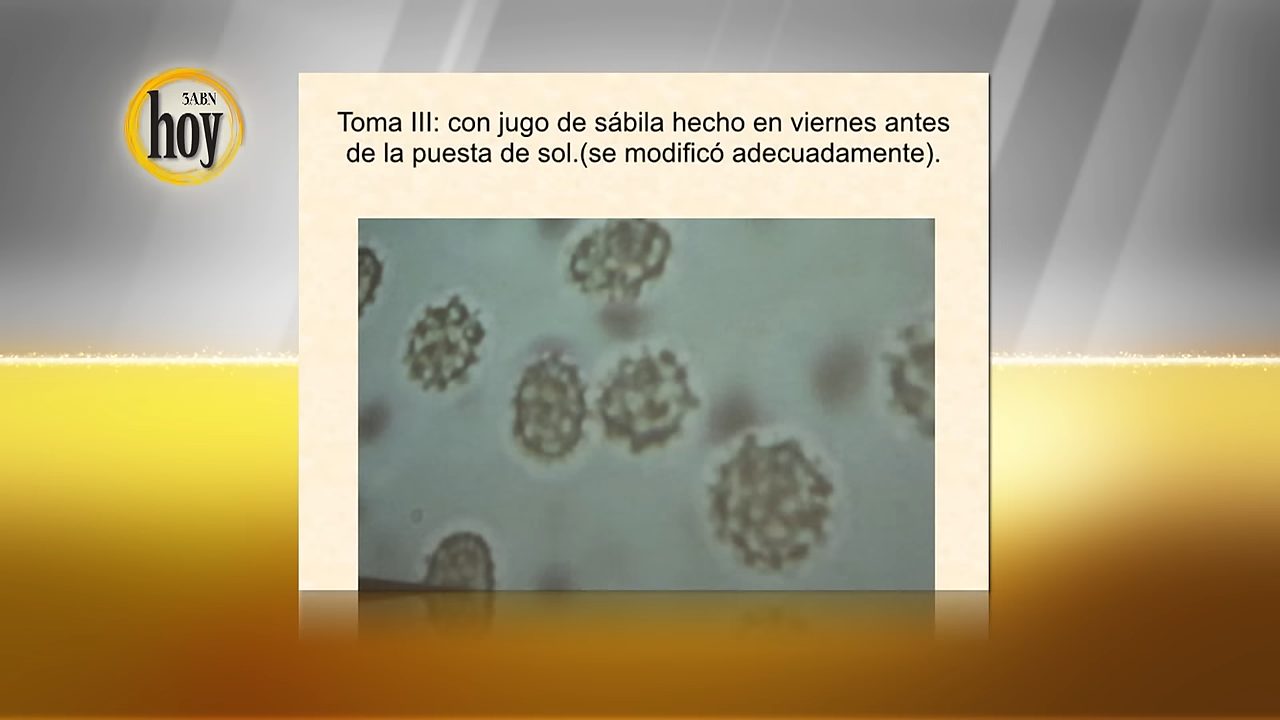 3ABN
hoy
Toma III: con jugo de sábila hecho en viernes antes
de la puesta de sol.(se modificó adecuadamente).